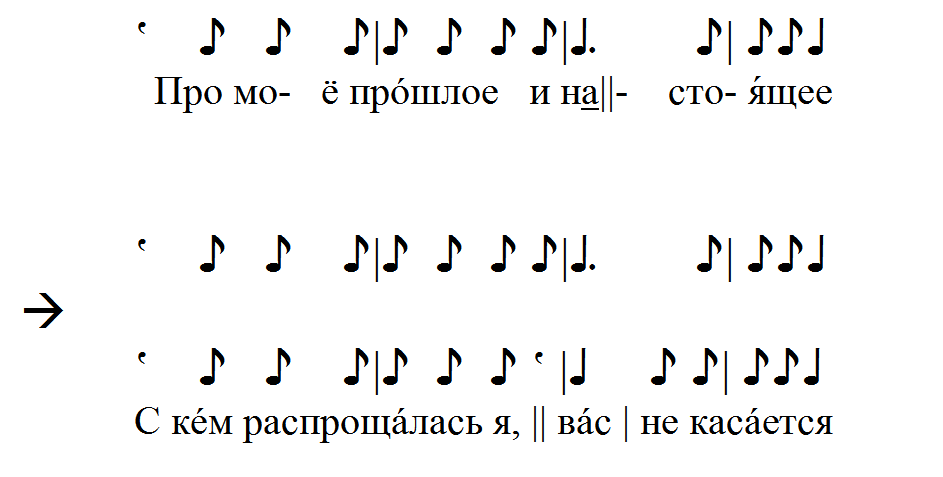 ‛ ♪ ♪ ♪|♪ ♪ ♪ ♪|♩. ♪| ♪♪♩
Про мо- ё про́шлое и на||- сто- я́щее
‛ ♪ ♪ ♪|♪ ♪ ♪ ♪|♩. ♪| ♪♪♩
→
‛ ♪ ♪ ♪|♪ ♪ ♪ ‛ |♩ ♪ ♪| ♪♪♩
С ке́м распроща́лась я, || ва́с | не каса́ется